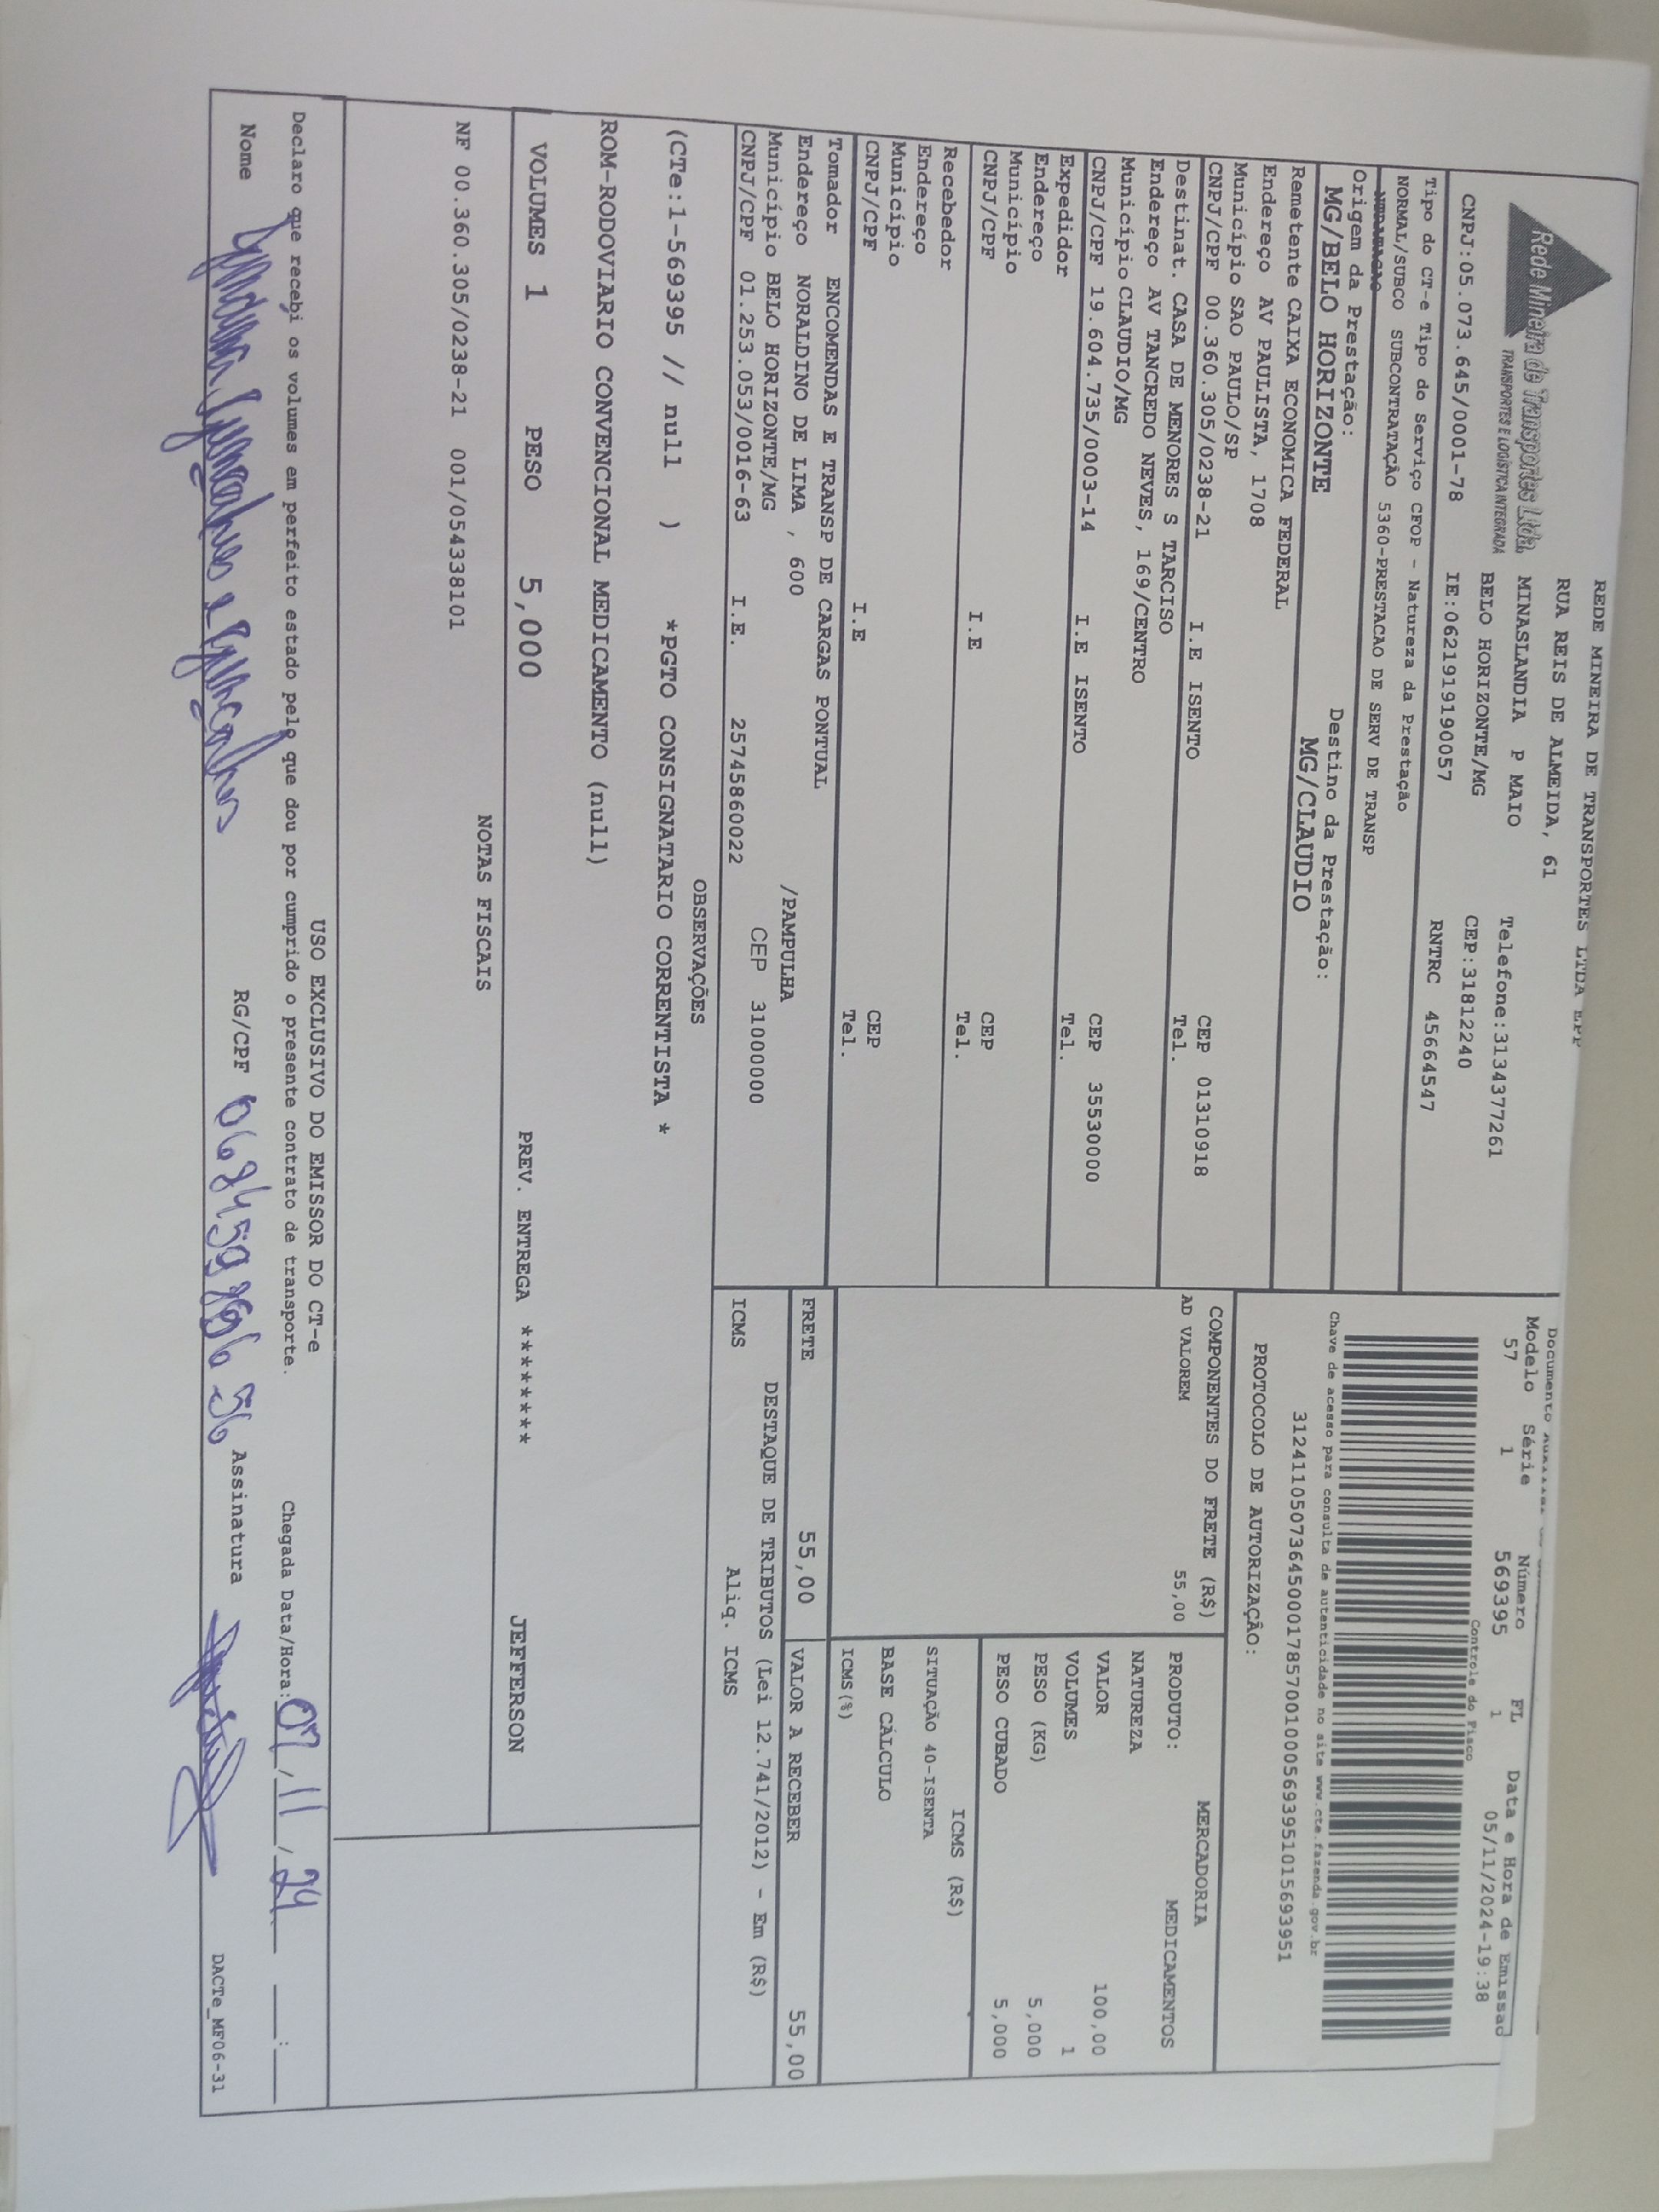 Rede Mineira de Transportes Ltda.
TRANSPORTES E LOGÍSTICA INTEGRADA
REDE MINEIRA DE TRANSPORTES LTDA EPP
RUA REIS DE ALMEIDA, 61
MINASLANDIA P MAIO Telefone:3134377261
BELO HORIZONTE/MG CEP:31812240
CNPJ:05.073.645/0001-78 IE:0621919190057 RNTRC 45664547
Documento
Modelo Série Número FL Data e Hora de Emissao
57 1 569395 1 05/11/2024-19:38
Controle do Fisco
Chave de acesso para consulta de autenticidade no site www.cte.fazenda.gov.br
31241105073645000178570010005693951015693951
PROTOCOLO DE AUTORIZAÇÃO:
Tipo do CT-e Tipo do Serviço CFOP - Natureza da Prestação
NORMAL/SUBCO SUBCONTRATAÇÃO 5360-PRESTACAO DE SERV DE TRANSP
Origem da Prestação: Destino da Prestação:
MG/BELO HORIZONTE MG/CLAUDIO
Remetente CAIXA ECONOMICA FEDERAL
Endereço AV PAULISTA, 1708
Município SAO PAULO/SP CEP 01310918
CNPJ/CPF 00.360.305/0238-21 I.E ISENTO Tel.
Destinat. CASA DE MENORES S TARCISO
Endereço AV TANCREDO NEVES, 169/CENTRO
Município CLAUDIO/MG CEP 35530000
CNPJ/CPF 19.604.735/0003-14 I.E ISENTO Tel.
Expedidor
Endereço
Município CEP
CNPJ/CPF I.E Tel.
Recebedor
Endereço
Município CEP
CNPJ/CPF I.E Tel.
Tomador ENCOMENDAS E TRANSP DE CARGAS PONTUAL
Endereço NORALDINO DE LIMA , 600 /PAMPULHA
Município BELO HORIZONTE/MG CEP 31000000
CNPJ/CPF 01.253.053/0016-63 I.E. 25745860022
COMPONENTES DO FRETE (R$)
AD VALOREM 55,00
MERCADORIA
PRODUTO: MEDICAMENTOS
NATUREZA
VALOR 100,00
VOLUMES 1
PESO (KG) 5,000
PESO CUBADO 5,000
ICMS (R$)
SITUAÇÃO 40-ISENTA
BASE CÁLCULO
ICMS(%)
FRETE 55,00 VALOR A RECEBER 55,00
DESTAQUE DE TRIBUTOS (Lei 12.741/2012) - Em (R$)
ICMS Aliq. ICMS
OBSERVAÇÕES
(CTe:1-569395 // null ) *PGTO CONSIGNATARIO CORRENTISTA *
ROM-RODOVIARIO CONVENCIONAL MEDICAMENTO (null)
VOLUMES 1 PESO 5,000 PREV. ENTREGA ******** JEFFERSON
NOTAS FISCAIS
NF 00.360.305/0238-21 001/054338101
USO EXCLUSIVO DO EMISSOR DO CT-e
Declaro que recebi os volumes em perfeito estado pelo que dou por cumprido o presente contrato de transporte. Chegada Data/Hora: 07/11/24 __:__
Nome RG/CPF Assinatura
DACTe_MF06-31